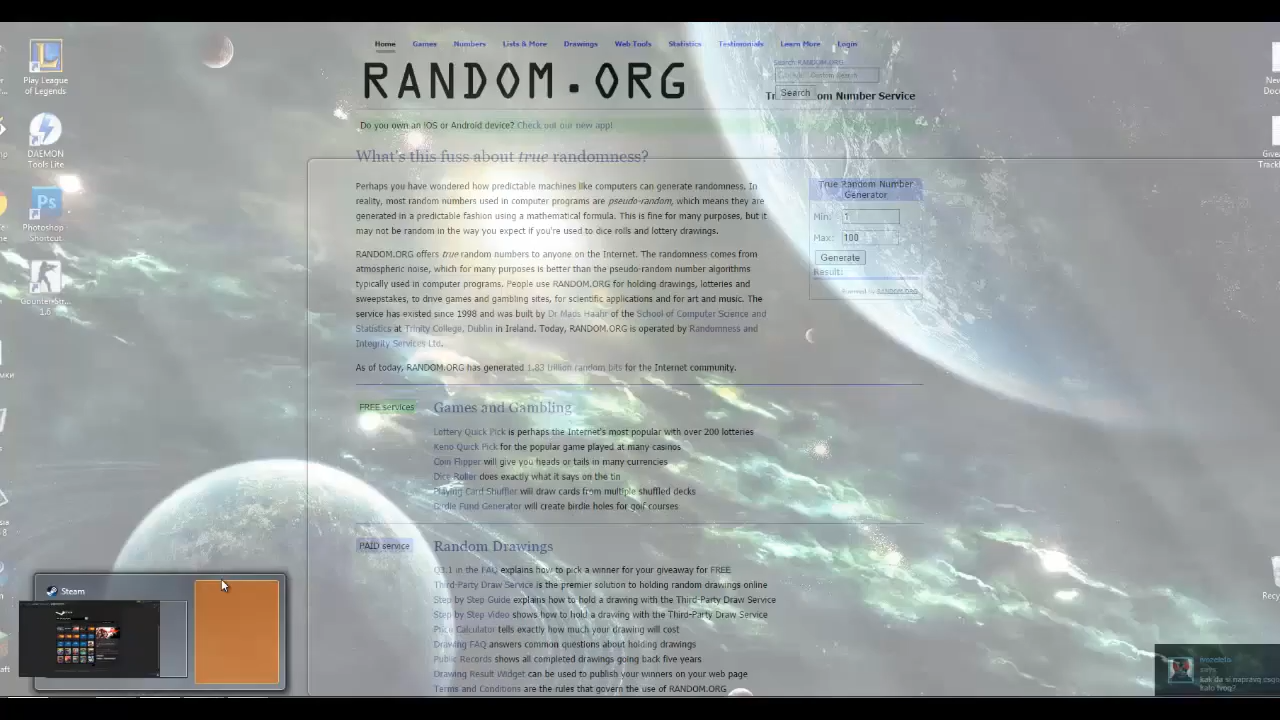 Play League
of Legends
DAEMON
Tools Lite
Photoshop
Shortcut
Counter-Str...
1.6
Home Games Numbers Lists & More Drawings Web Tools Statistics Testimonials Learn More Login
RANDOM.ORG
Search RANDOM.ORG
Custom Search
Search
om Number Service
Do you own an iOS or Android device? Check out our new app!
What's this fuss about true randomness?
Perhaps you have wondered how predictable machines like computers can generate randomness. In
reality, most random numbers used in computer programs are pseudo-random, which means they are
generated in a predictable fashion using a mathematical formula. This is fine for many purposes, but it
may not be random in the way you expect if you're used to dice rolls and lottery drawings.
RANDOM.ORG offers true random numbers to anyone on the Internet. The randomness comes from
atmospheric noise, which for many purposes is better than the pseudo-random number algorithms
typically used in computer programs. People use RANDOM.ORG for holding drawings, lotteries and
sweepstakes, to drive games and gambling sites, for scientific applications and for art and music. The
service has existed since 1998 and was built by Dr Mads Haahr of the School of Computer Science and
Statistics at Trinity College, Dublin in Ireland. Today, RANDOM.ORG is operated by Randomness and
Integrity Services Ltd.
As of today, RANDOM.ORG has generated 1.83 trillion random bits for the Internet community.
True Random Number
Generator
Min: 1
Max: 100
Generate
Result:
Powered by RANDOM.ORG
FREE services
Games and Gambling
Lottery Quick Pick is perhaps the Internet's most popular with over 200 lotteries
Keno Quick Pick for the popular game played at many casinos
Coin Flipper will give you heads or tails in many currencies
Dice Roller does exactly what it says on the tin
Playing Card Shuffler will draw cards from multiple shuffled decks
Birdie Fund Generator will create birdie holes for golf courses
PAID service
Random Drawings
Q3.1 in the FAQ explains how to pick a winner for your giveaway for FREE
Third-Party Draw Service is the premier solution to holding random drawings online
Step by Step Guide explains how to hold a drawing with the Third-Party Draw Service
Step by Step Video shows how to hold a drawing with the Third-Party Draw Service
Price Calculator tells exactly how much your drawing will cost
Drawing FAQ answers common questions about holding drawings
Public Records shows all completed drawings going back five years
Drawing Result Widget can be used to publish your winners on your web page
Terms and Conditions are the rules that govern the use of RANDOM.ORG
Steam